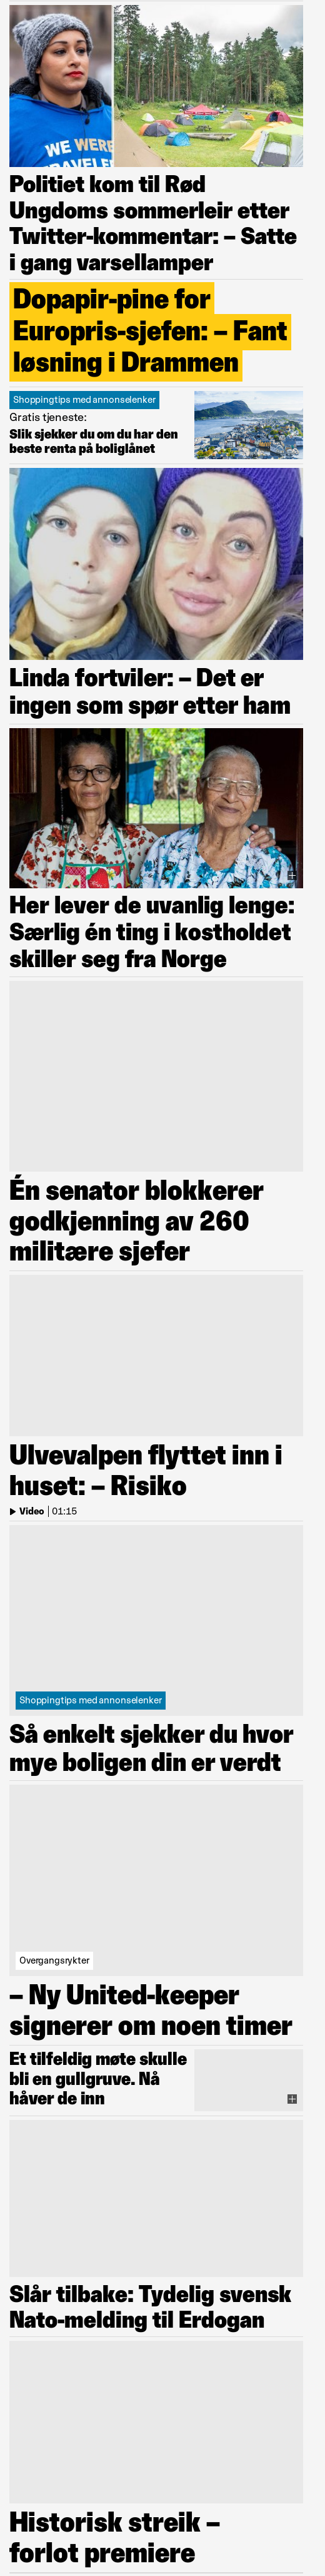 WE WERE
TRAVELE
Politiet kom til Rød
Ungdoms sommerleir etter
Twitter-kommentar: – Satte
i gang varsellamper
Dopapir-pine for
Europris-sjefen: – Fant
løsning i Drammen
Shoppingtips med annonselenker
Gratis tjeneste:
Slik sjekker du om du har den
beste renta på boliglånet
Linda fortviler: – Det er
ingen som spør etter ham
Her lever de uvanlig lenge:
Særlig én ting i kostholdet
skiller seg fra Norge
Én senator blokkerer
godkjenning av 260
militære sjefer
Ulvevalpen flyttet inn i
huset: – Risiko
Video | 01:15
Shoppingtips med annonselenker
Så enkelt sjekker du hvor
mye boligen din er verdt
Overgangsrykter
– Ny United-keeper
signerer om noen timer
Et tilfeldig møte skulle
bli en gullgruve. Nå
håver de inn
Slår tilbake: Tydelig svensk
Nato-melding til Erdogan
Historisk streik –
forlot premiere